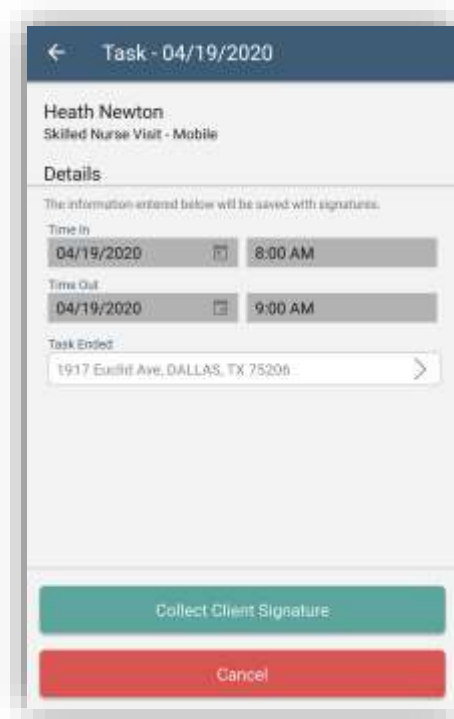 Task - 04/19/2020
Heath Newton
Skilled Nurse Visit - Mobile
Details
The information entered below will be saved with signatures.
Time In
04/19/2020 8:00 AM
Time Out
04/19/2020 9:00 AM
Task Ended
1917 Euclid Ave, DALLAS, TX 75206
Collect Client Signature
Cancel